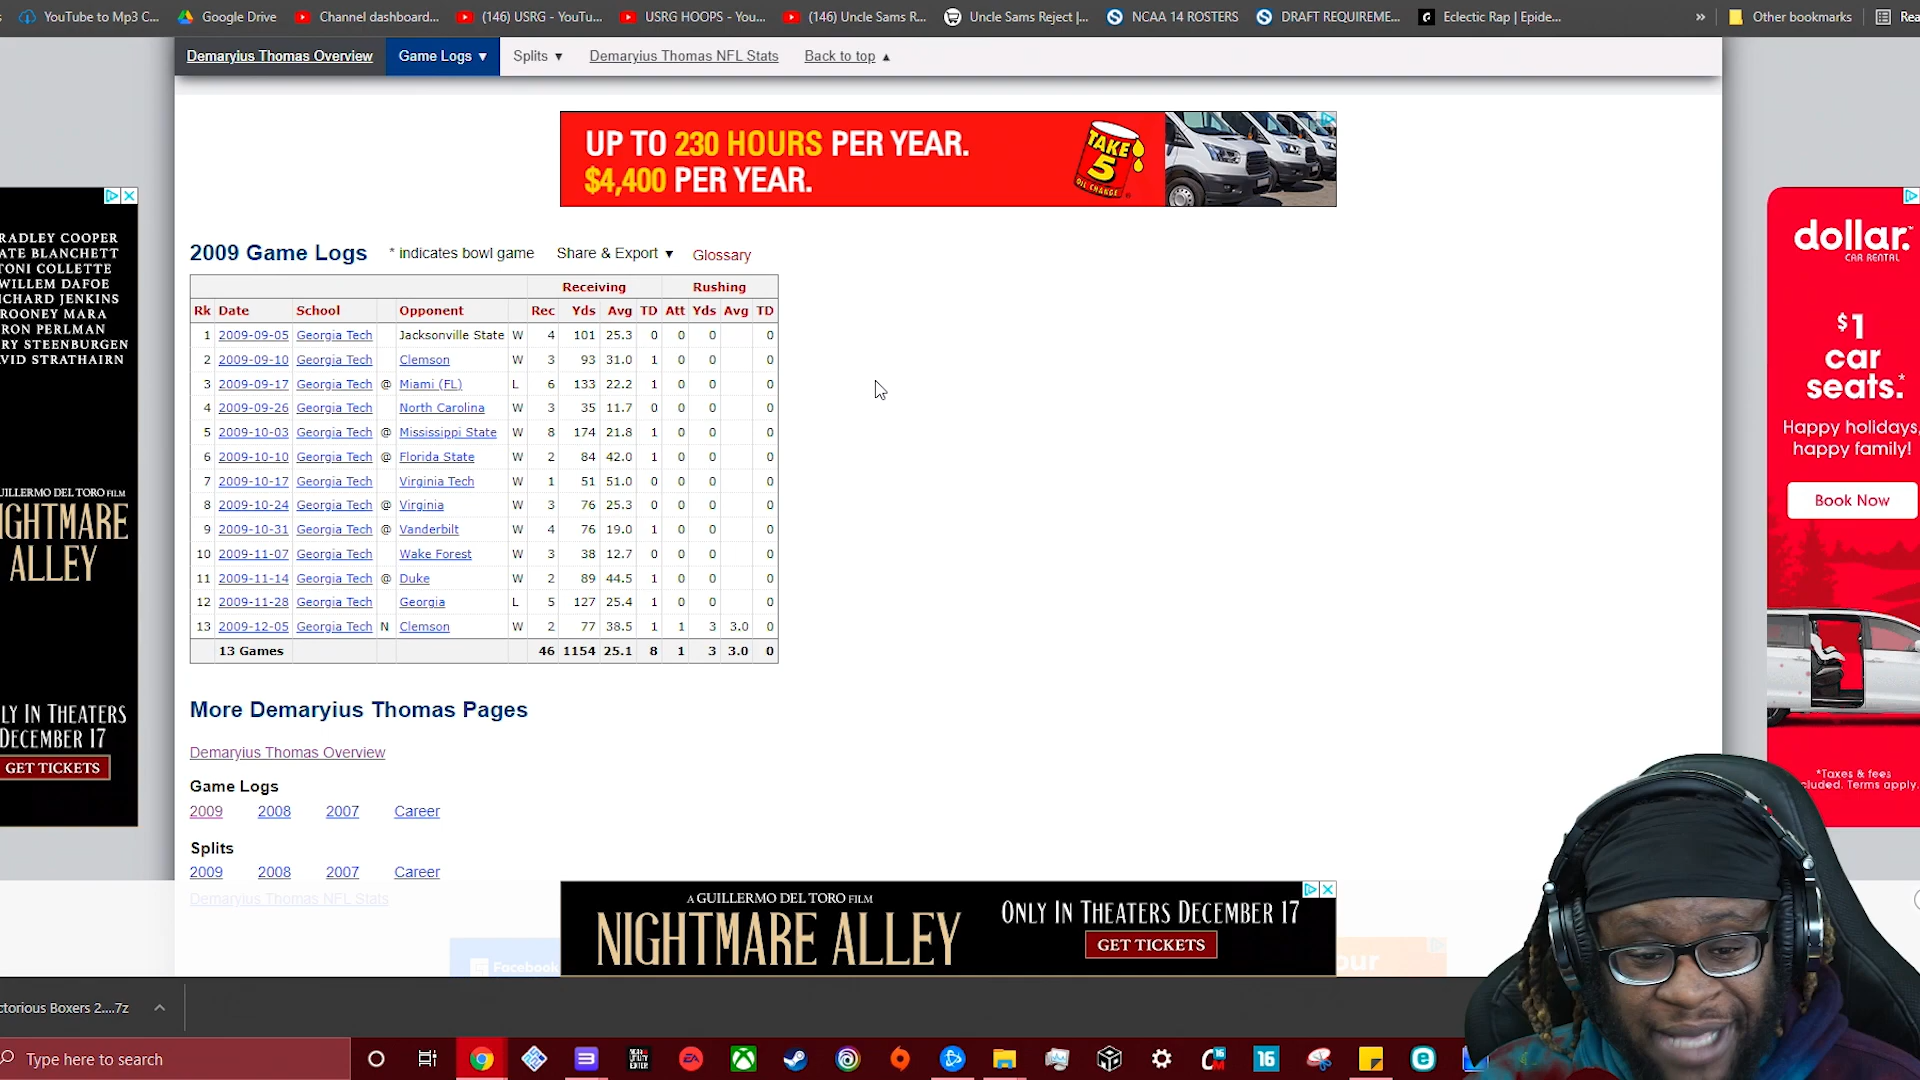 YouTube to Mp3 C... Google Drive Channel dashboard... (146) USRG - YouTu... USRG HOOPS - You... (146) Uncle Sams R... Uncle Sams Reject |... NCAA 14 ROSTERS DRAFT REQUIREME... Eclectic Rap | Epide... » Other bookmarks Rea
Demaryius Thomas Overview Game Logs ▼ Splits ▼ Demaryius Thomas NFL Stats Back to top ▲
UP TO 230 HOURS PER YEAR.
$4,400 PER YEAR.
TAKE
5
OIL CHANGE
RADLEY COOPER
ATE BLANCHETT
TONI COLLETTE
WILLEM DAFOE
ICHARD JENKINS
ROONEY MARA
RON PERLMAN
RY STEENBURGEN
VID STRATHAIRN
UILLERMO DEL TORO FILM
IGHTMARE
ALLEY
LY IN THEATERS
DECEMBER 17
GET TICKETS
2009 Game Logs * indicates bowl game Share & Export ▼ Glossary
Receiving Rushing
Rk Date School Opponent Rec Yds Avg TD Att Yds Avg TD
1 2009-09-05 Georgia Tech Jacksonville State W 4 101 25.3 0 0 0 0
2 2009-09-10 Georgia Tech Clemson W 3 93 31.0 1 0 0 0
3 2009-09-17 Georgia Tech @ Miami (FL) L 6 133 22.2 1 0 0 0
4 2009-09-26 Georgia Tech North Carolina W 3 35 11.7 0 0 0 0
5 2009-10-03 Georgia Tech @ Mississippi State W 8 174 21.8 1 0 0 0
6 2009-10-10 Georgia Tech @ Florida State W 2 84 42.0 1 0 0 0
7 2009-10-17 Georgia Tech Virginia Tech W 1 51 51.0 0 0 0 0
8 2009-10-24 Georgia Tech @ Virginia W 3 76 25.3 0 0 0 0
9 2009-10-31 Georgia Tech @ Vanderbilt W 4 76 19.0 1 0 0 0
10 2009-11-07 Georgia Tech Wake Forest W 3 38 12.7 0 0 0 0
11 2009-11-14 Georgia Tech @ Duke W 2 89 44.5 1 0 0 0
12 2009-11-28 Georgia Tech Georgia L 5 127 25.4 1 0 0 0
13 2009-12-05 Georgia Tech N Clemson W 2 77 38.5 1 1 3 3.0 0
13 Games 46 1154 25.1 8 1 3 3.0 0
More Demaryius Thomas Pages
Demaryius Thomas Overview
Game Logs
2009 2008 2007 Career
Splits
2009 2008 2007 Career
Demaryius Thomas NFL Stats
dollar.
CAR RENTAL
$1
car
seats.*
Happy holidays,
happy family!
Book Now
*Taxes & fees
cluded. Terms apply.
A GUILLERMO DEL TORO FILM
NIGHTMARE ALLEY
ONLY IN THEATERS DECEMBER 17
GET TICKETS
Facebook
our
ctorious Boxers 2....7z
Type here to search
16
16